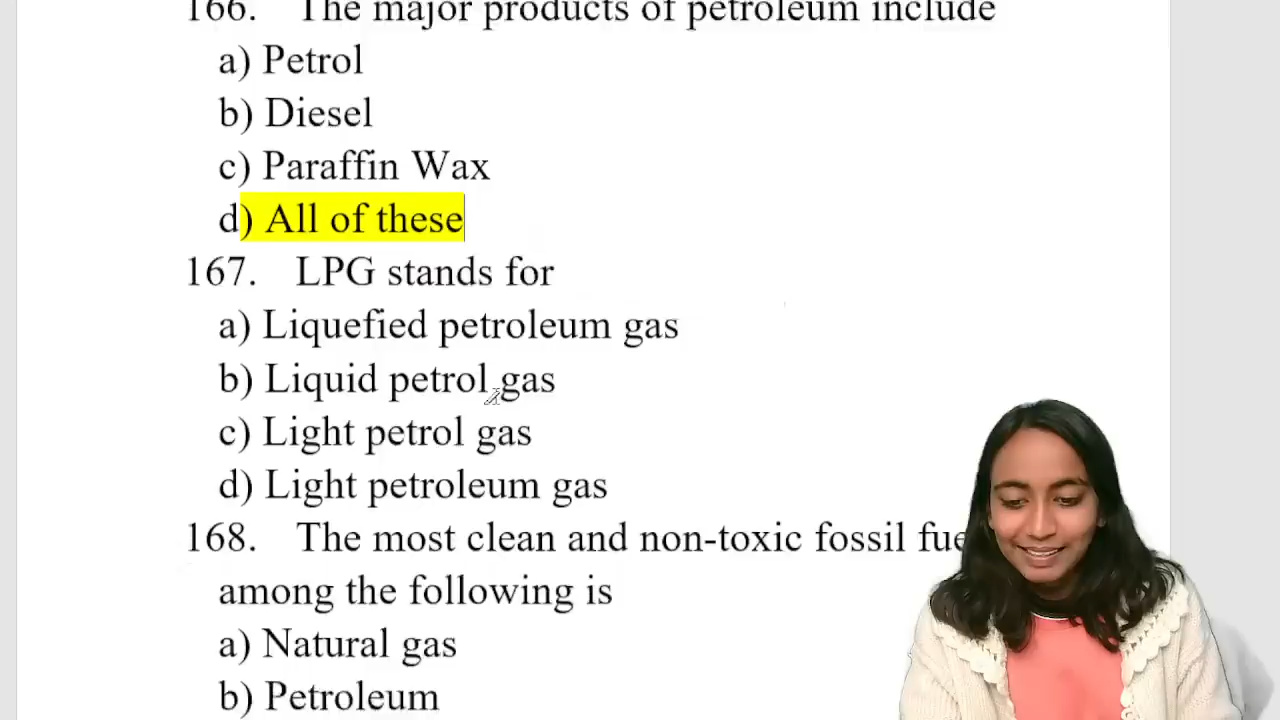 166. The major products of petroleum include
a) Petrol
b) Diesel
c) Paraffin Wax
d) All of these
167. LPG stands for
a) Liquefied petroleum gas
b) Liquid petrol gas
c) Light petrol gas
d) Light petroleum gas
168. The most clean and non-toxic fossil
among the following is
a) Natural gas
b) Petroleum